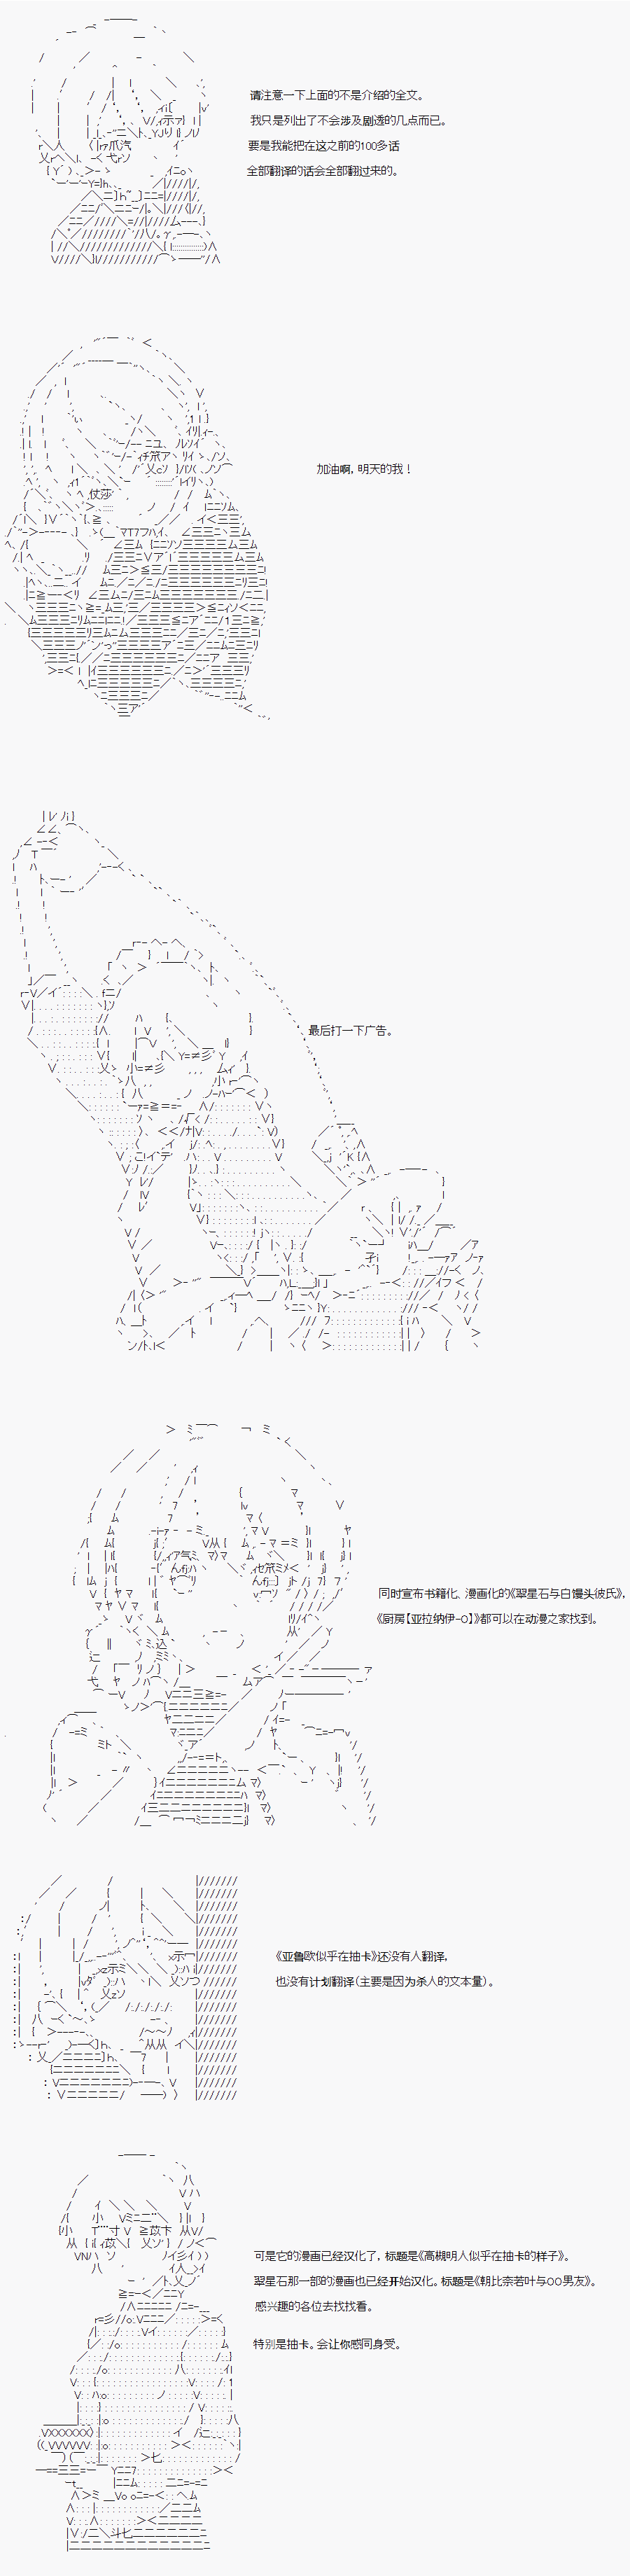 请注意一下上面的不是介绍的全文。
我只是列出了不会涉及剧透的几点而已。
要是我能把在这之前的100多话
全部翻译的话会全部翻过来的。
加油啊，明天的我！
最后打一下广告。
同时宣布书籍化、漫画化的《翠星石与白馒头彼氏》，
《厨房【亚拉纳伊-O】》都可以在动漫之家找到。
《亚鲁欧似乎在抽卡》还没有人翻译，
也没有计划翻译（主要是因为杀人的文本量）。
可是它的漫画已经汉化了，标题是《高槻明人似乎在抽卡的样子》。
翠星石那一部的漫画也已经开始汉化。标题是《朝比奈若叶与OO男友》。
感兴趣的各位去找找看。
特别是抽卡。会让你感同身受。